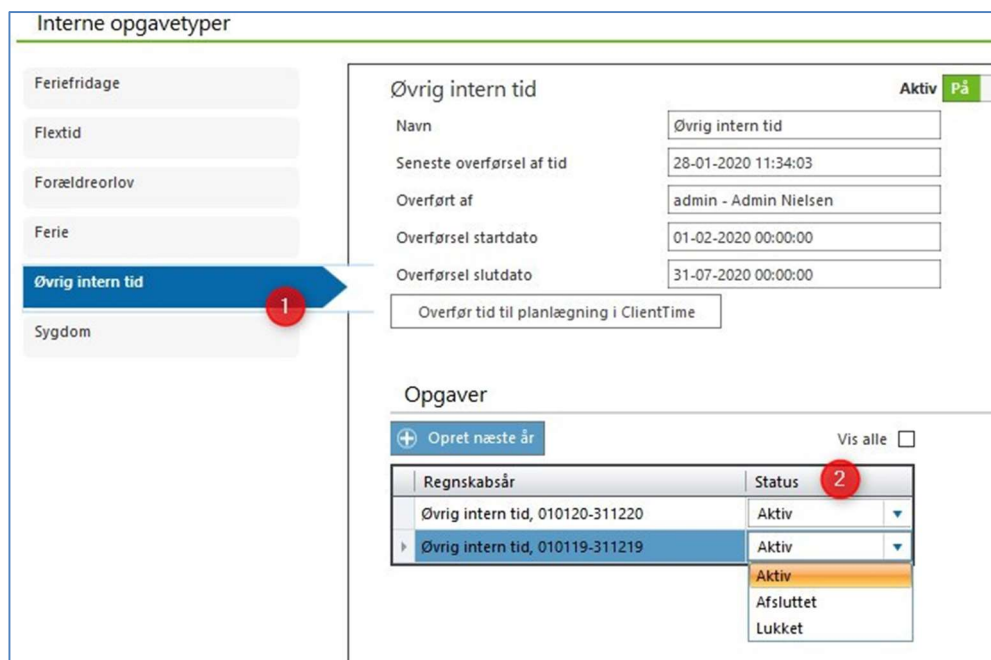 Interne opgavetyper
Feriefridage
Flextid
Forældreorlov
Ferie
Øvrig intern tid
1
Sygdom
Øvrig intern tid
Aktiv På
Navn Øvrig intern tid
Seneste overførsel af tid 28-01-2020 11:34:03
Overført af admin - Admin Nielsen
Overførsel startdato 01-02-2020 00:00:00
Overførsel slutdato 31-07-2020 00:00:00
Overfør tid til planlægning i ClientTime
Opgaver
Opret næste år Vis alle
Regnskabsår Status 2
Øvrig intern tid, 010120-311220 Aktiv
Øvrig intern tid, 010119-311219 Aktiv
Aktiv
Afsluttet
Lukket